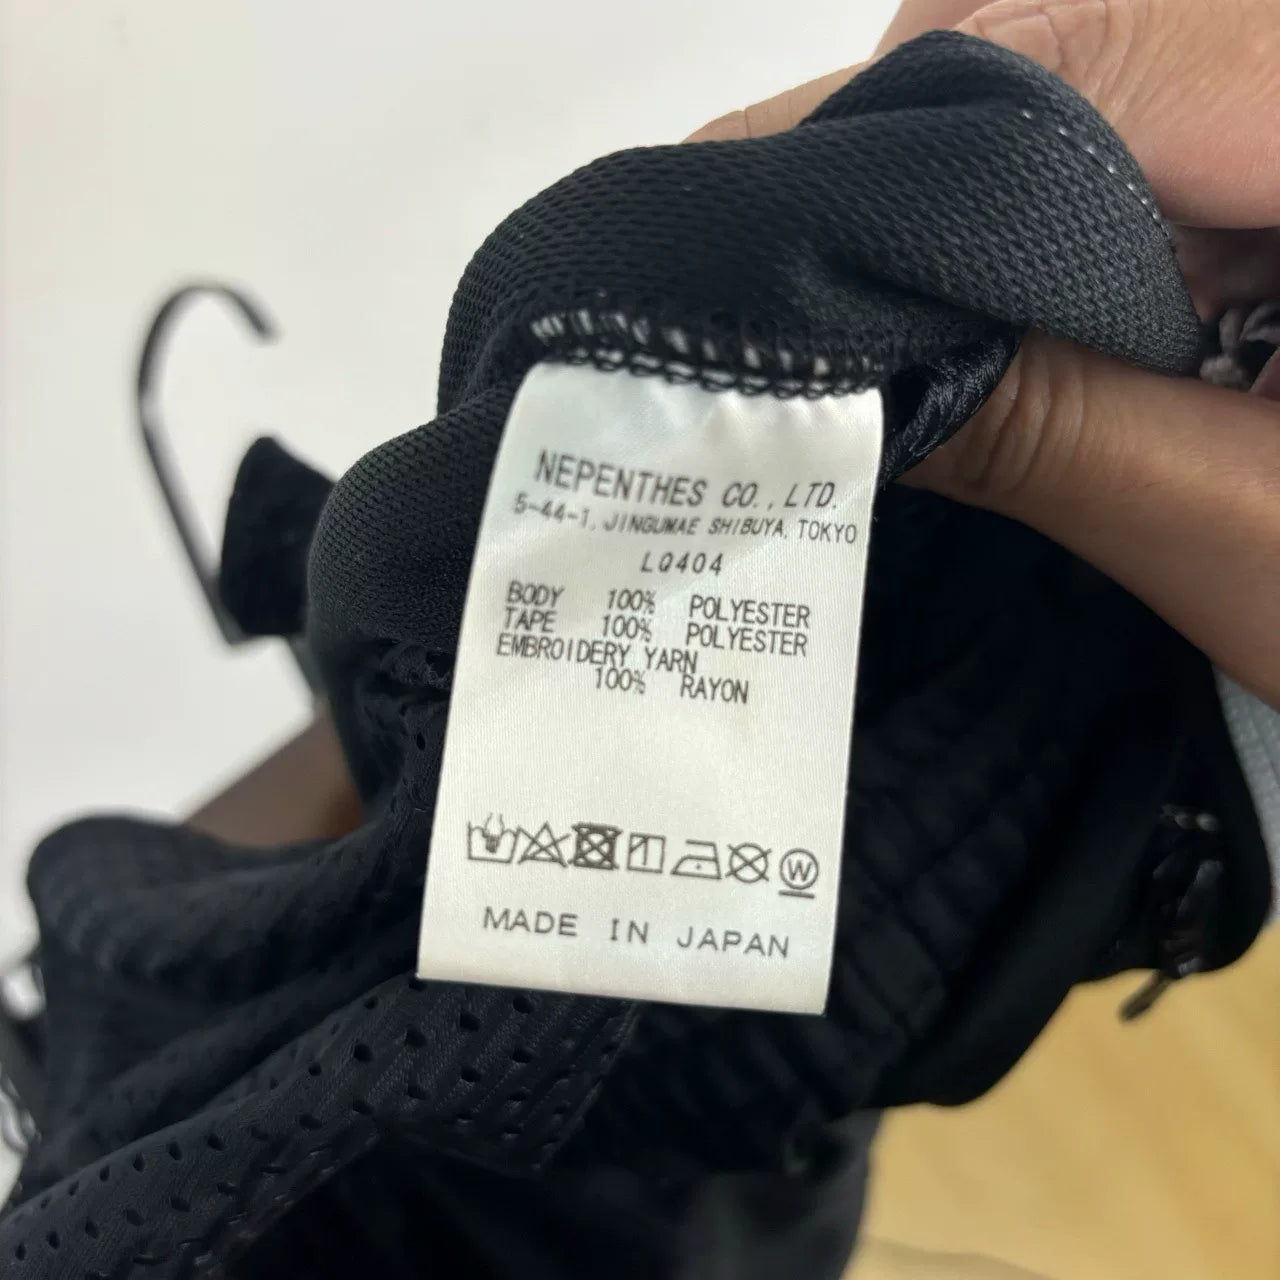 NEPENTHES CO., LTD.
5-44-1, JINGUMAE SHIBUYA, TOKYO
LQ404
BODY 100% POLYESTER
TAPE 100% POLYESTER
EMBROIDERY YARN
100% RAYON
W
MADE IN JAPAN